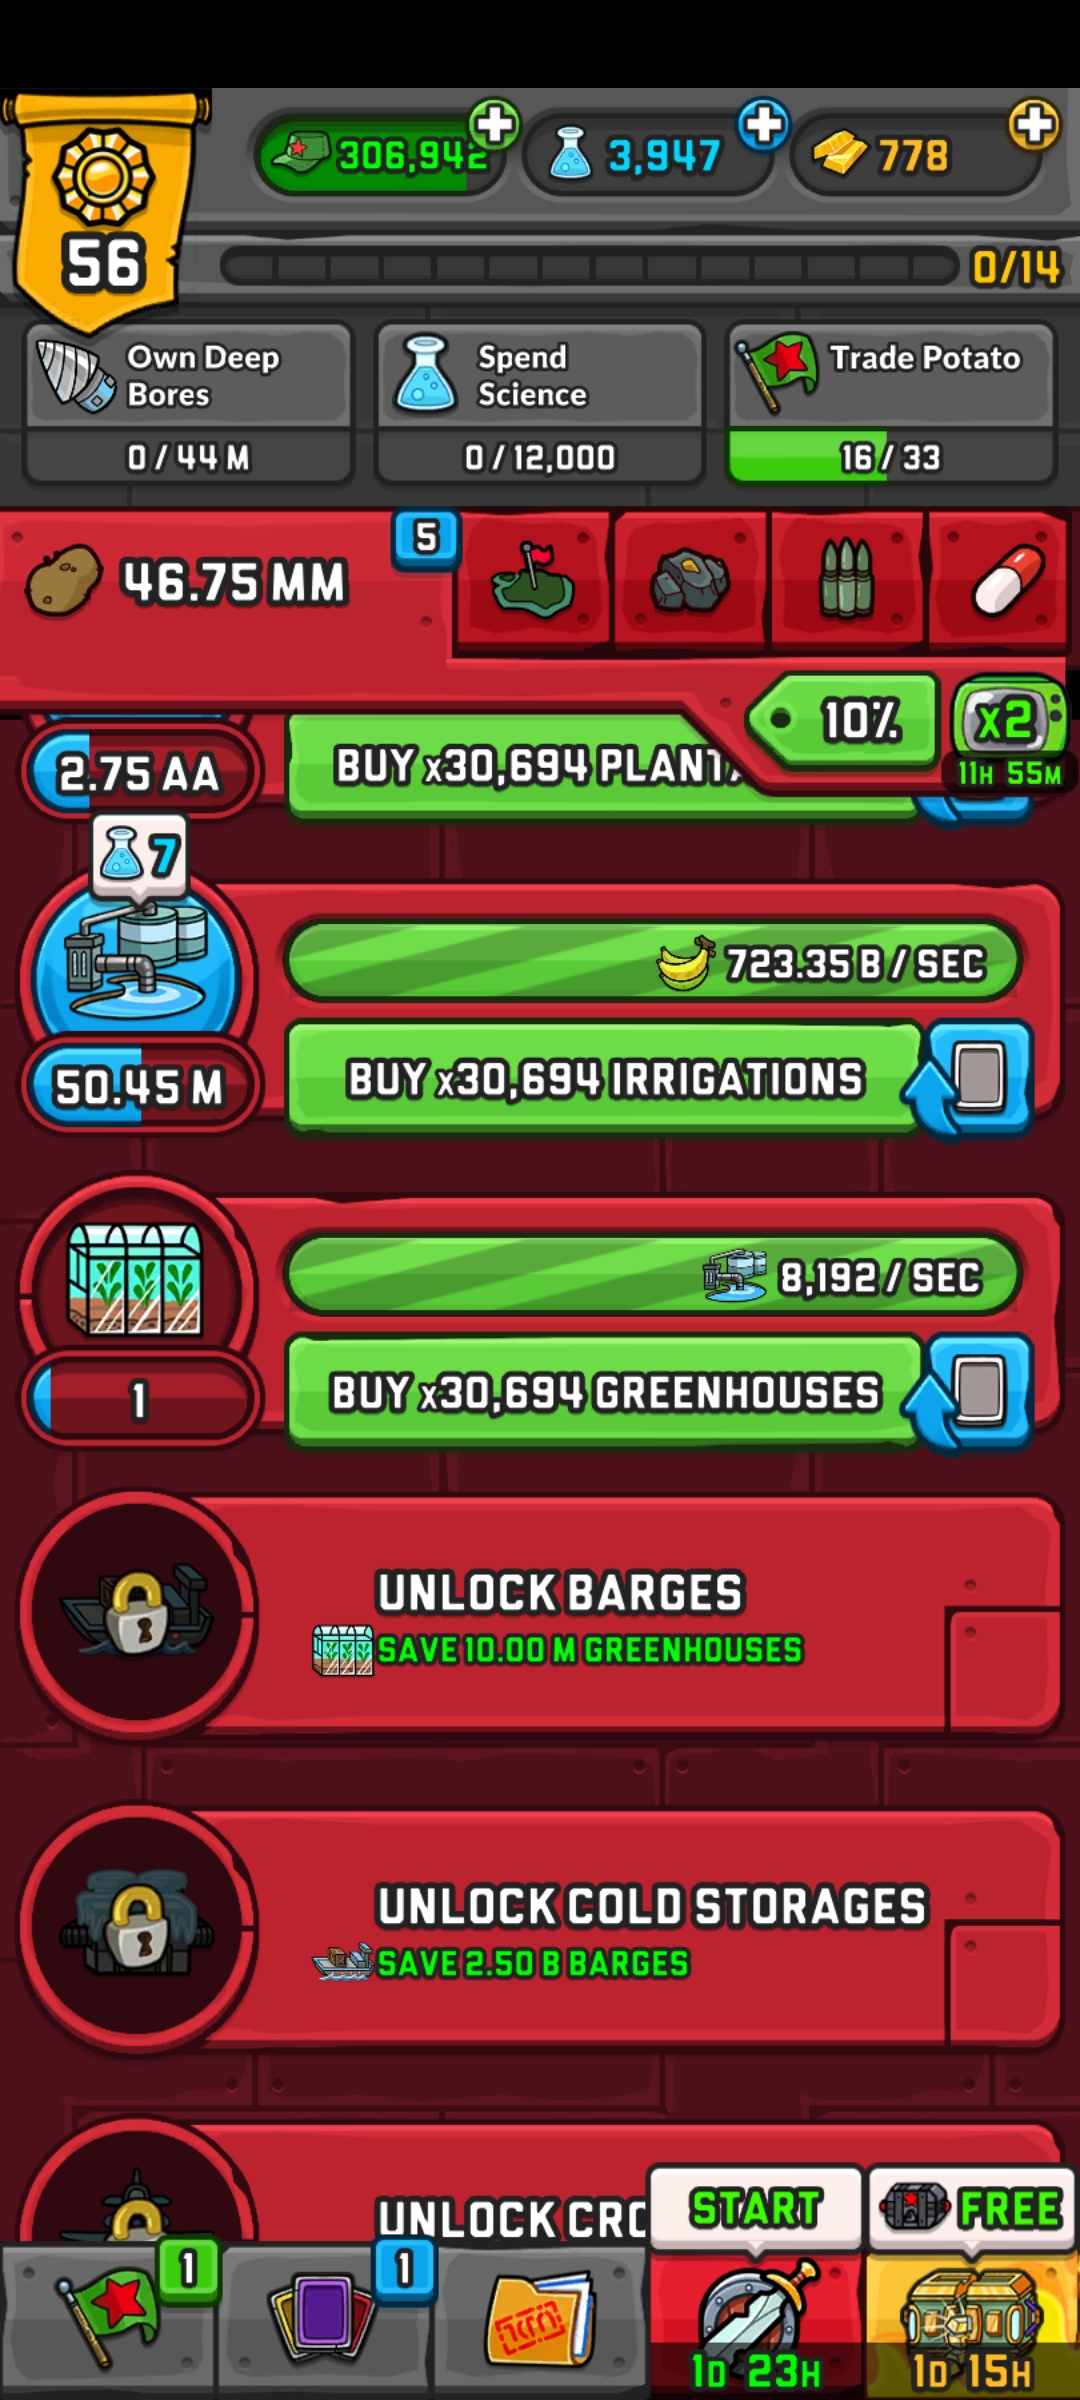 306,942
3,947
778
56
0/14
Own Deep
Bores
0 / 44 M
Spend
Science
0 / 12,000
Trade Potato
16 / 33
46.75 MM
5
10%
x2
11H 55M
2.75 AA
BUY x30,694 PLANTA
7
723.35 B / SEC
50.45 M
BUY x30,694 IRRIGATIONS
8,192 / SEC
1
BUY x30,694 GREENHOUSES
UNLOCK BARGES
SAVE 10.00 M GREENHOUSES
UNLOCK COLD STORAGES
SAVE 2.50 B BARGES
UNLOCK CRO
START
FREE
1
1
1D 23H
1D 15H